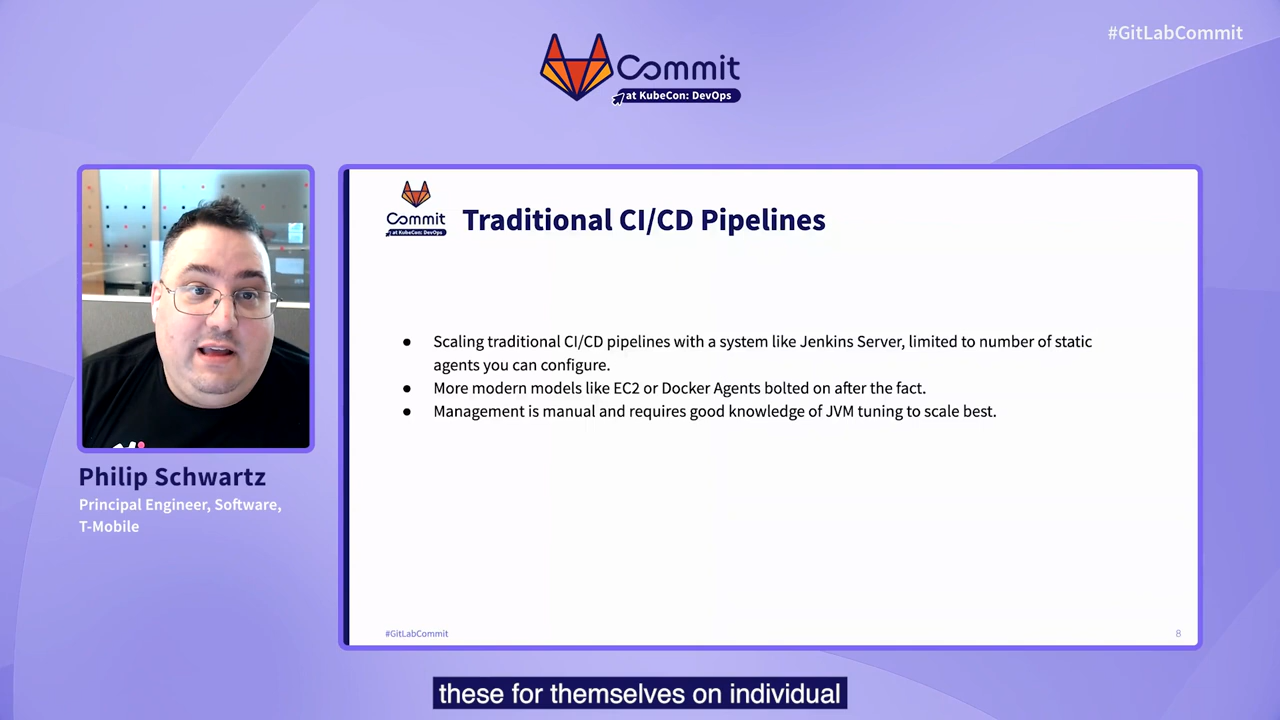 #GitLabCommit
Commit
at KubeCon: DevOps
Commit
at KubeCon: DevOps
Traditional CI/CD Pipelines
● Scaling traditional CI/CD pipelines with a system like Jenkins Server, limited to number of static
agents you can configure.
● More modern models like EC2 or Docker Agents bolted on after the fact.
● Management is manual and requires good knowledge of JVM tuning to scale best.
Philip Schwartz
Principal Engineer, Software,
T-Mobile
#GitLabCommit
8
these for themselves on individual